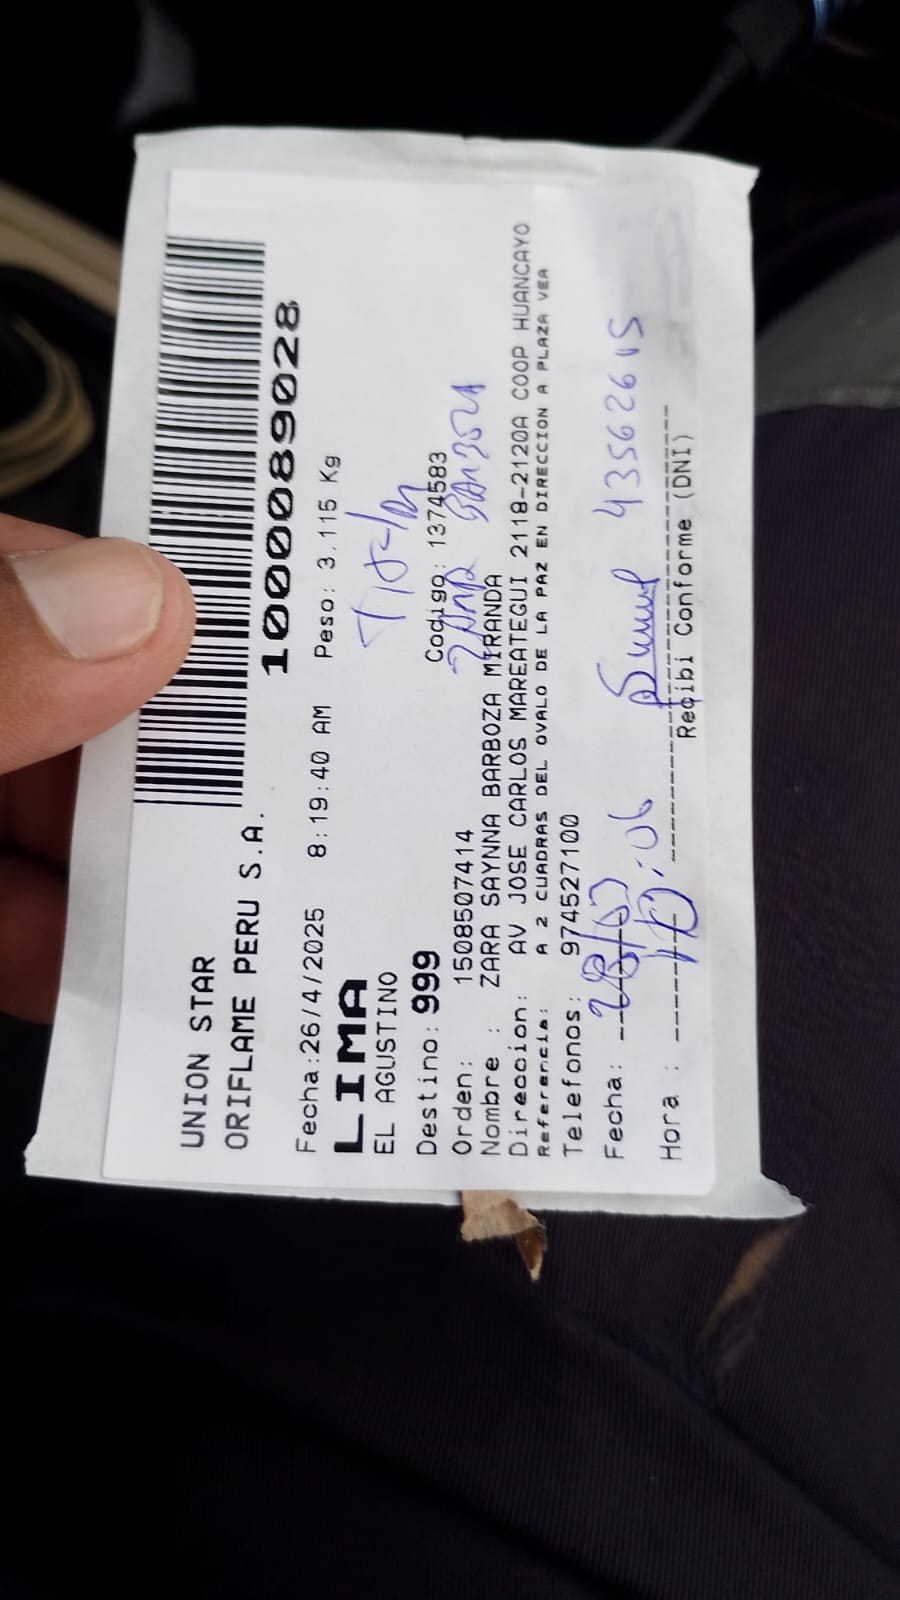 UNION STAR
ORIFLAME PERU S.A.
1000089028
Fecha:26/4/2025 8:19:40 AM Peso: 3.115 Kg
LIMA
EL AGUSTINO
Destino: 999 Codigo: 1374583
Orden: 1508507414
Nombre : ZARA SAYNNA BARBOZA MIRANDA
Direccion: AV JOSE CARLOS MAREATEGUI 2118-2120A COOP HUANCAYO
Referencia: A 2 CUADRAS DEL OVALO DE LA PAZ EN DIRECCION A PLAZA VEA
Telefonos: 974527100
Fecha: 43562615
Hora :
Recibi Conforme (DNI)